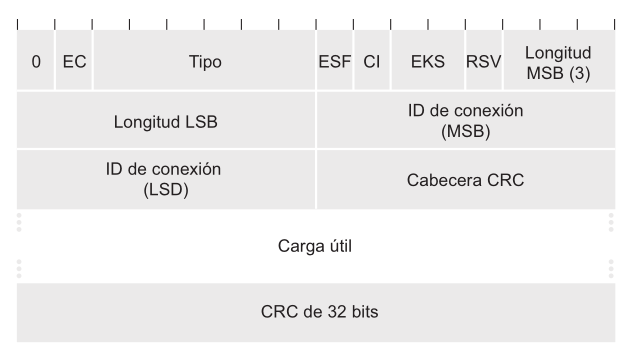 0 EC Tipo ESF CI EKS RSV Longitud
MSB (3)
Longitud LSB
ID de conexión
(MSB)
ID de conexión
(LSD)
Cabecera CRC
Carga útil
CRC de 32 bits